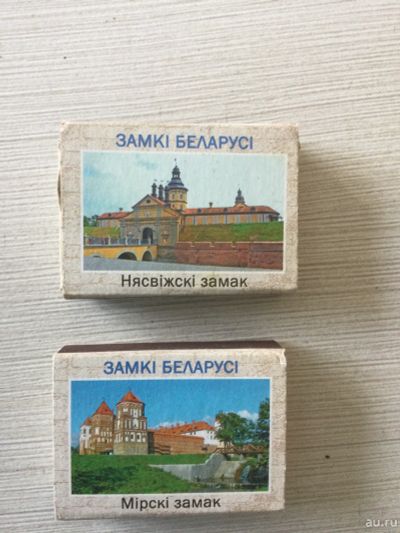 ЗАМКІ БЕЛАРУСІ
Нясвіжскі замак
ЗАМКІ БЕЛАРУСІ
Мірскі замак
au.ru